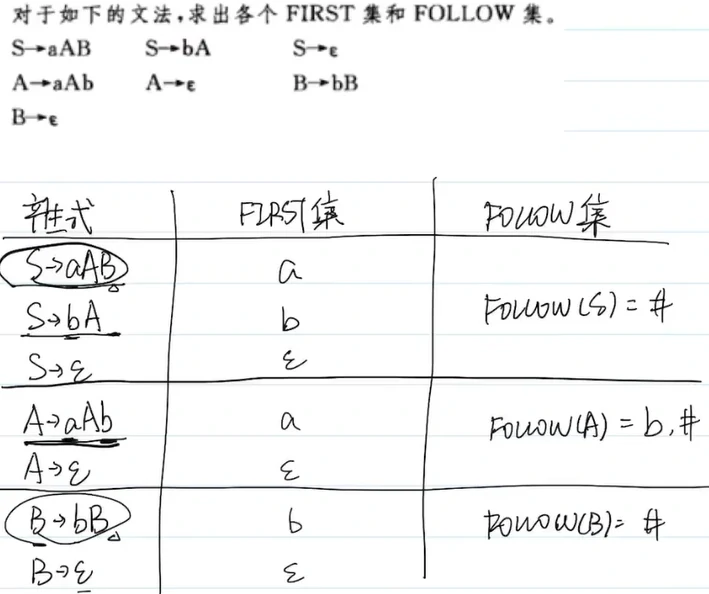 对于如下的文法,求出各个 FIRST 集和 FOLLOW 集。
S→aAB S→bA S→ε
A→aAb A→ε B→bB
B→ε
产生式 FIRST集 FOLLOW集
S→aAB a
S→bA b FOLLOW(S)=#
S→ε ε
A→aAb a FOLLOW(A)=b,#
A→ε ε
B→bB b FOLLOW(B)=#
B→ε ε